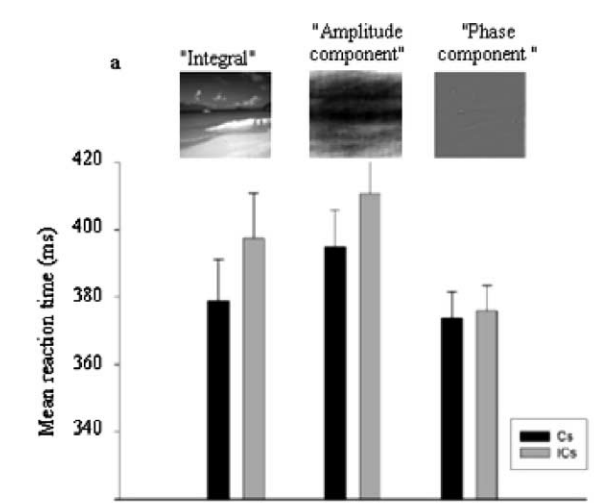 a
"Integral"
"Amplitude
component"
"Phase
component "
420
400
380
360
340
Mean reaction time (ms)
Cs
ICs